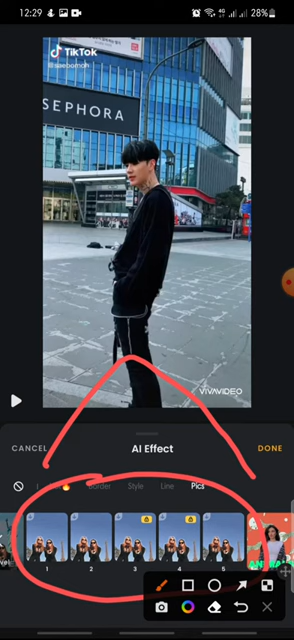 12:29
28%
TikTok
@saebomoh
SEPHORA
VIVAVIDEO
CANCEL
AI Effect
DONE
Border
Style
Line
Pics
1
2
3
4
5